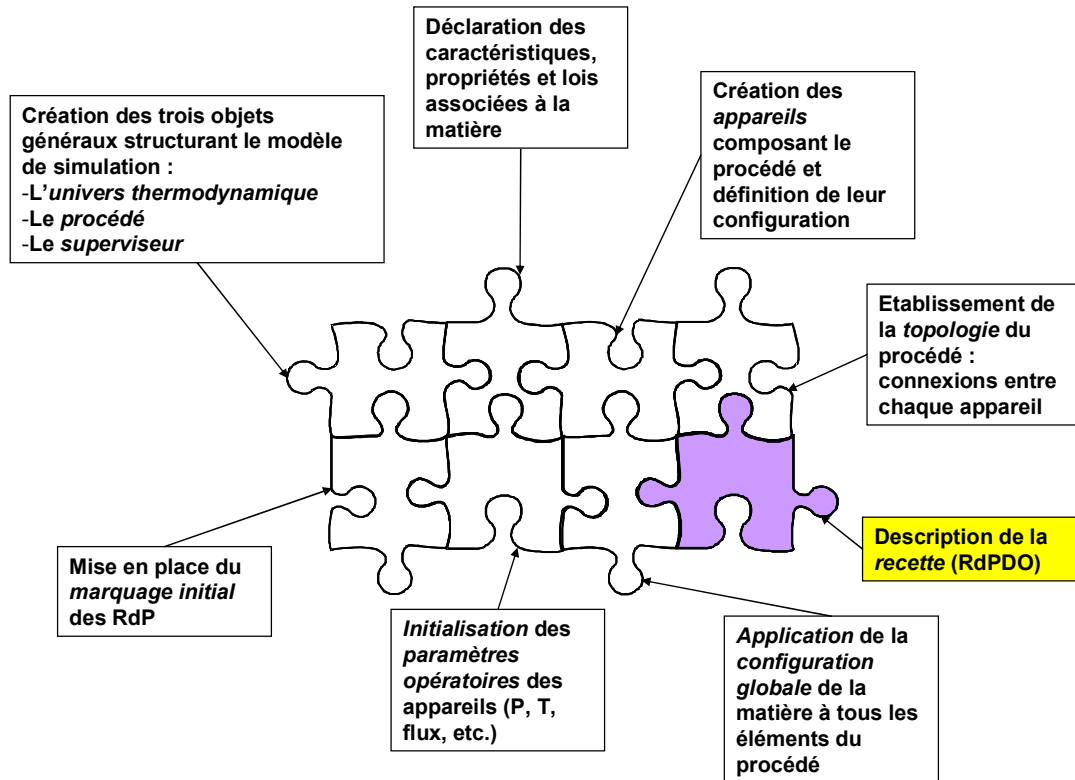 Déclaration des
caractéristiques,
propriétés et lois
associées à la
matière
Création des trois objets
généraux structurant le modèle
de simulation :
-L'univers thermodynamique
-Le procédé
-Le superviseur
Création des
appareils
composant le
procédé et
définition de leur
configuration
Etablissement de
la topologie du
procédé :
connexions entre
chaque appareil
Description de la
recette (RdPDO)
Mise en place du
marquage initial
des RdP
Initialisation des
paramètres
opératoires des
appareils (P, T,
flux, etc.)
Application de la
configuration
globale de la
matière à tous les
éléments du
procédé